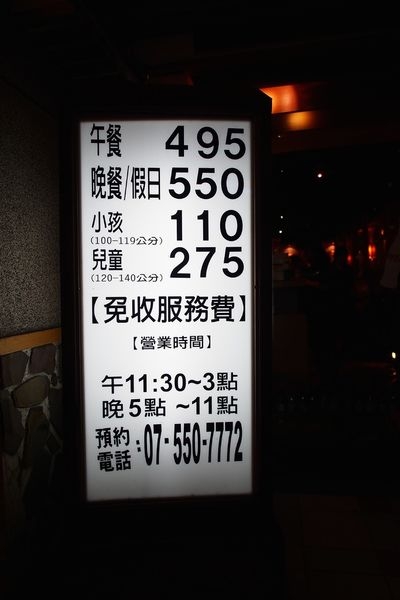 午餐 495
晚餐/假日 550
小孩 110
(100-119公分)
兒童 275
(120-140公分)
【免收服務費】
【營業時間】
午11:30~3點
晚5點 ~11點
預約電話:07-550-7772